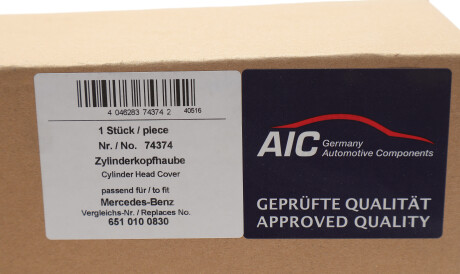 4 046283 74374 2
40516
1 Stück / piece
Nr. / No. 74374
Zylinderkopfhaube
Cylinder Head Cover
passend für / to fit
Mercedes-Benz
Vergleichs-Nr. / Replaces No.
651 010 0830
AIC Germany
Automotive Components
GEPRÜFTE QUALITÄT
APPROVED QUALITY